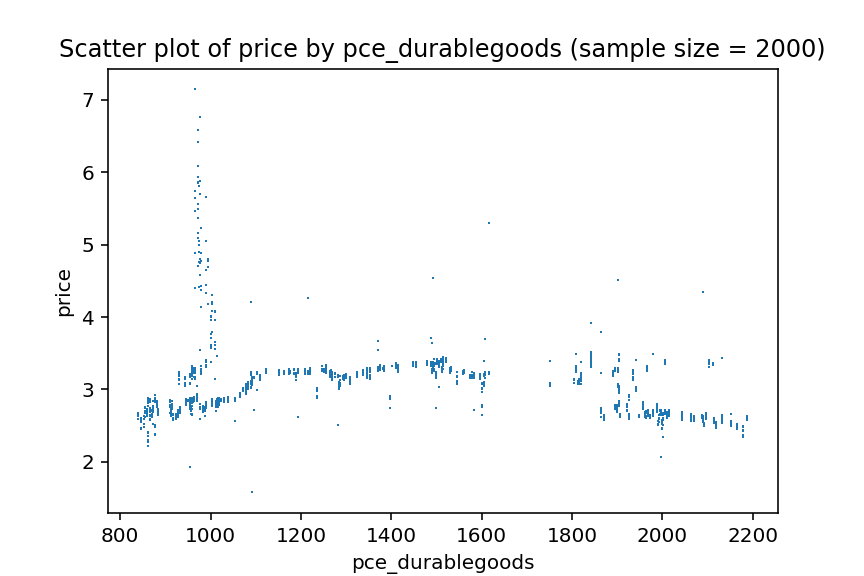 Scatter plot of price by pce_durablegoods (sample size = 2000)
7
6
5
4
3
2
price
800 1000 1200 1400 1600 1800 2000 2200
pce_durablegoods